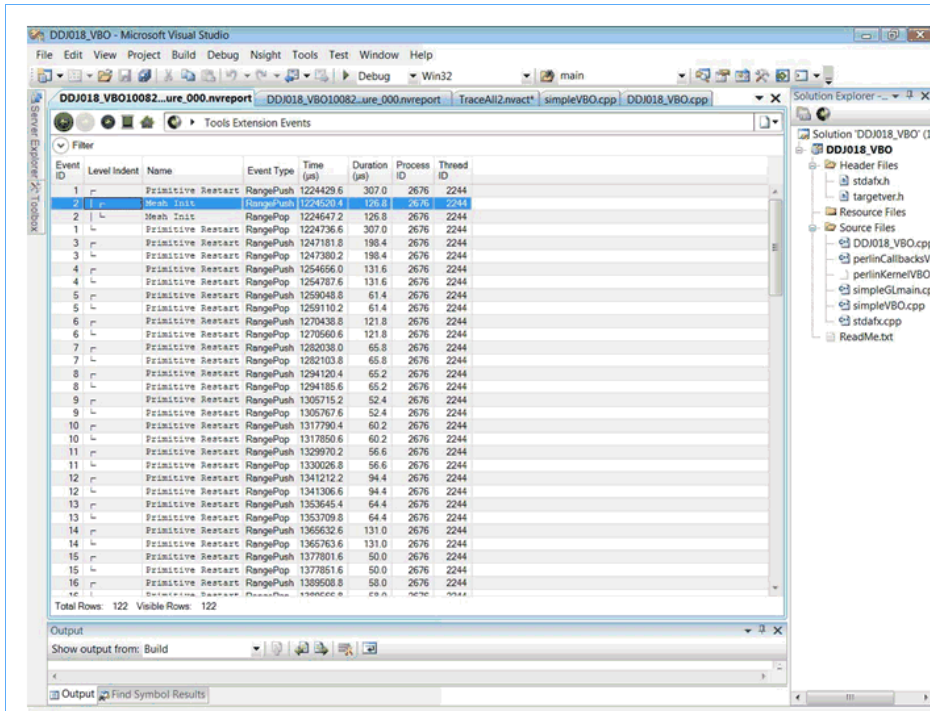 DDJ018_VBO - Microsoft Visual Studio
File Edit View Project Build Debug Nsight Tools Test Window Help
Debug Win32 main
DDJ018_VBO10082...ure_000.nvreport DDJ018_VBO10082...ure_000.nvreport TraceAll2.nvact* simpleVBO.cpp DDJ018_VBO.cpp
Solution Explorer - ...
Server Explorer
Toolbox
Tools Extension Events
Filter
Event ID Level Indent Name Event Type Time (µs) Duration (µs) Process ID Thread ID
1 Primitive Restart RangePush 1224429.6 307.0 2676 2244
2 Mesh Init RangePush 1224520.4 126.8 2676 2244
2 Mesh Init RangePop 1224647.2 126.8 2676 2244
1 Primitive Restart RangePop 1224736.6 307.0 2676 2244
3 Primitive Restart RangePush 1247181.8 198.4 2676 2244
3 Primitive Restart RangePop 1247380.2 198.4 2676 2244
4 Primitive Restart RangePush 1254656.0 131.6 2676 2244
4 Primitive Restart RangePop 1254787.6 131.6 2676 2244
5 Primitive Restart RangePush 1259048.8 61.4 2676 2244
5 Primitive Restart RangePop 1259110.2 61.4 2676 2244
6 Primitive Restart RangePush 1270438.8 121.8 2676 2244
6 Primitive Restart RangePop 1270560.6 121.8 2676 2244
7 Primitive Restart RangePush 1282038.0 65.8 2676 2244
7 Primitive Restart RangePop 1282103.8 65.8 2676 2244
8 Primitive Restart RangePush 1294120.4 65.2 2676 2244
8 Primitive Restart RangePop 1294185.6 65.2 2676 2244
9 Primitive Restart RangePush 1305715.2 52.4 2676 2244
9 Primitive Restart RangePop 1305767.6 52.4 2676 2244
10 Primitive Restart RangePush 1317790.4 60.2 2676 2244
10 Primitive Restart RangePop 1317850.6 60.2 2676 2244
11 Primitive Restart RangePush 1329970.2 56.6 2676 2244
11 Primitive Restart RangePop 1330026.8 56.6 2676 2244
12 Primitive Restart RangePush 1341212.2 94.4 2676 2244
12 Primitive Restart RangePop 1341306.6 94.4 2676 2244
13 Primitive Restart RangePush 1353645.4 64.4 2676 2244
13 Primitive Restart RangePop 1353709.8 64.4 2676 2244
14 Primitive Restart RangePush 1365632.6 131.0 2676 2244
14 Primitive Restart RangePop 1365763.6 131.0 2676 2244
15 Primitive Restart RangePush 1377801.6 50.0 2676 2244
15 Primitive Restart RangePop 1377851.6 50.0 2676 2244
16 Primitive Restart RangePush 1389508.8 58.0 2676 2244
Total Rows: 122 Visible Rows: 122
Output
Show output from: Build
Output Find Symbol Results
Solution 'DDJ018_VBO' (1
DDJ018_VBO
Header Files
stdafx.h
targetver.h
Resource Files
Source Files
DDJ018_VBO.cpp
perlinCallbacksV
perlinKernelVBO
simpleGLmain.cp
simpleVBO.cpp
stdafx.cpp
ReadMe.txt